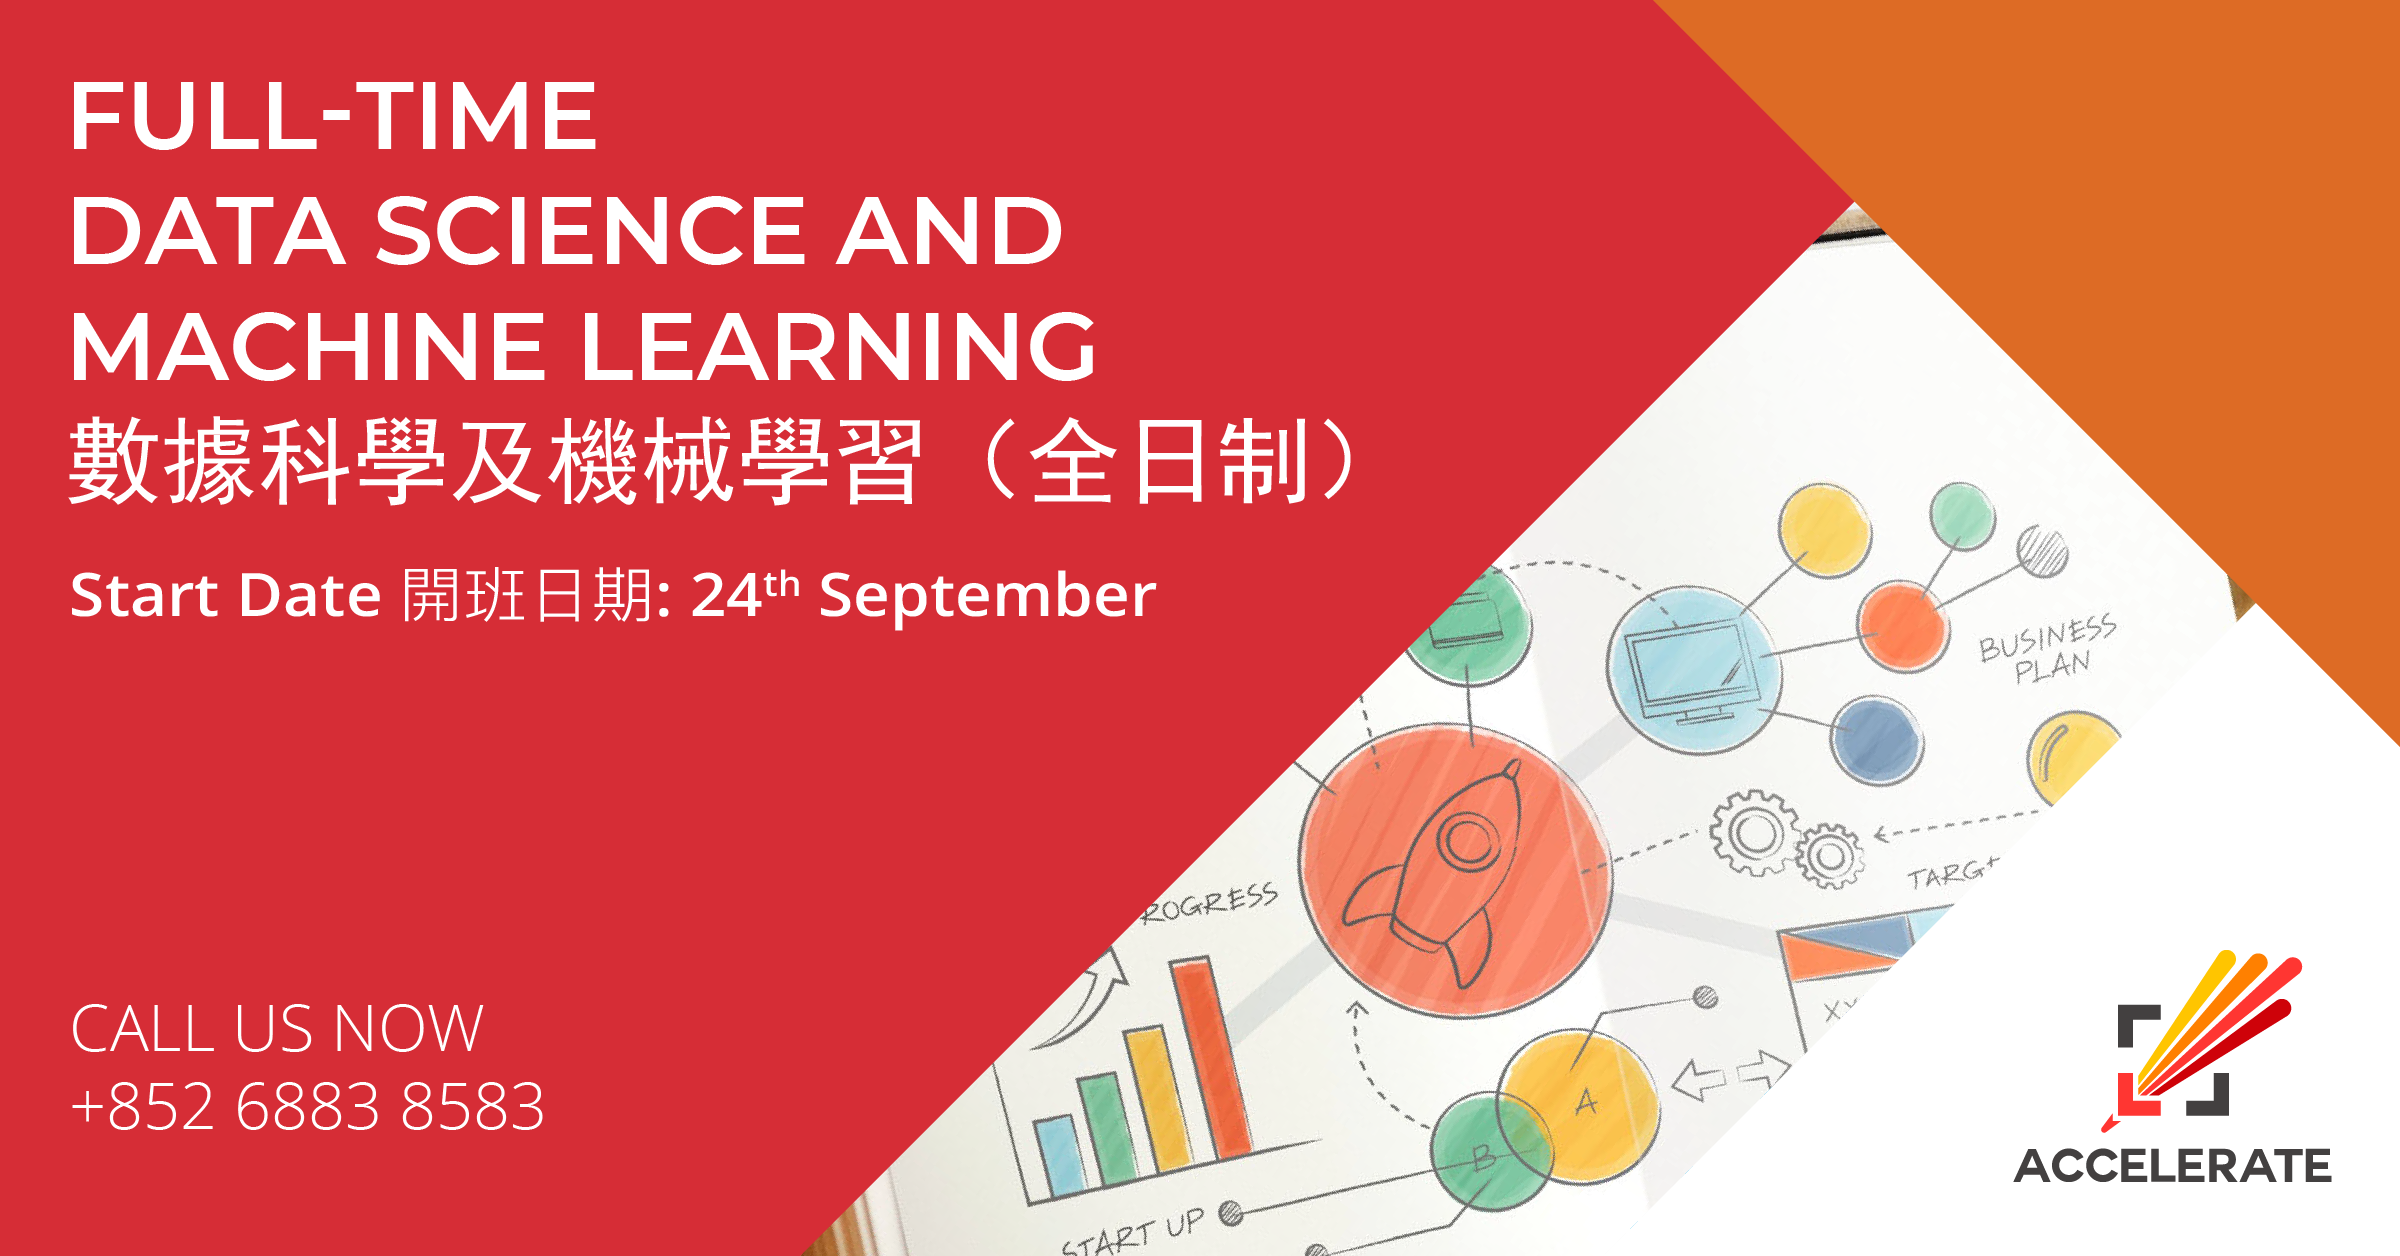 FULL-TIME
DATA SCIENCE AND
MACHINE LEARNING
數據科學及機械學習（全日制）
Start Date 開班日期: 24th September
BUSINESS
PLAN
ROGRESS
TARG
A
B
START UP
CALL US NOW
+852 6883 8583
ACCELERATE